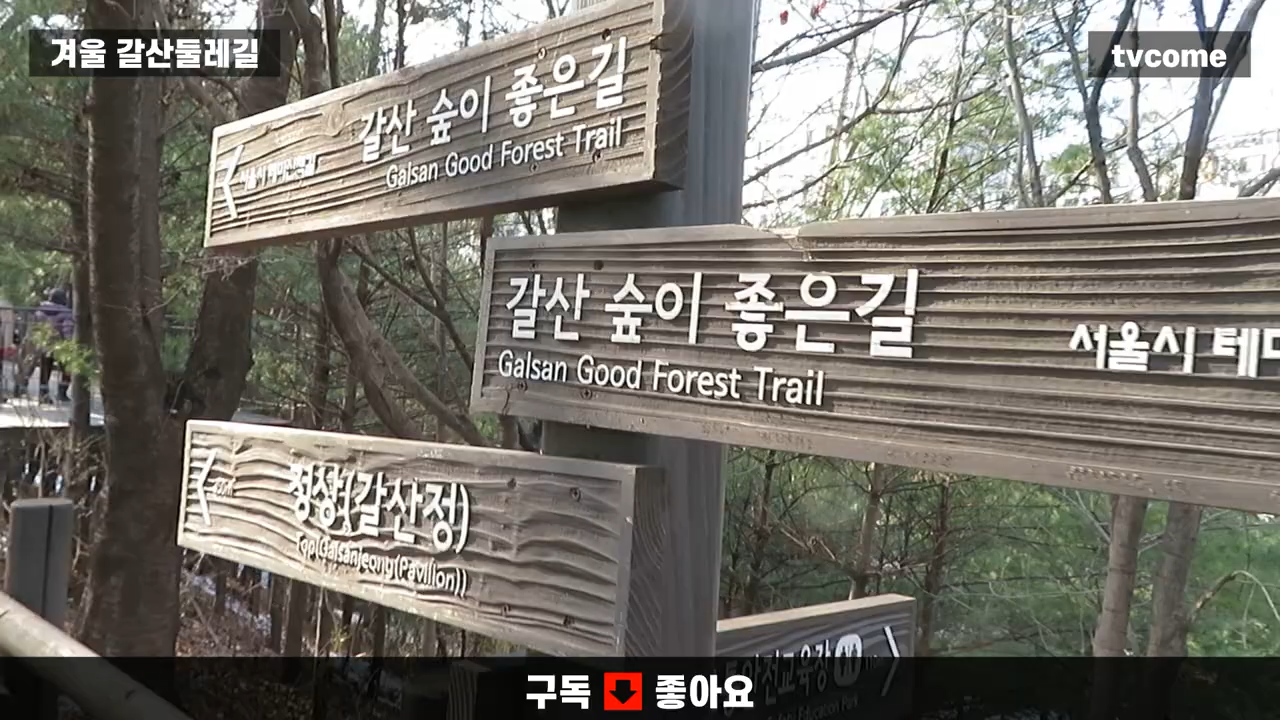 겨울 갈산둘레길
tvcome
갈산 숲이 좋은길
Galsan Good Forest Trail
갈산 숲이 좋은길
서울시
Galsan Good Forest Trail
정상(갈산정)
Top(Galsanjeong(Pavilion))
구독 좋아요